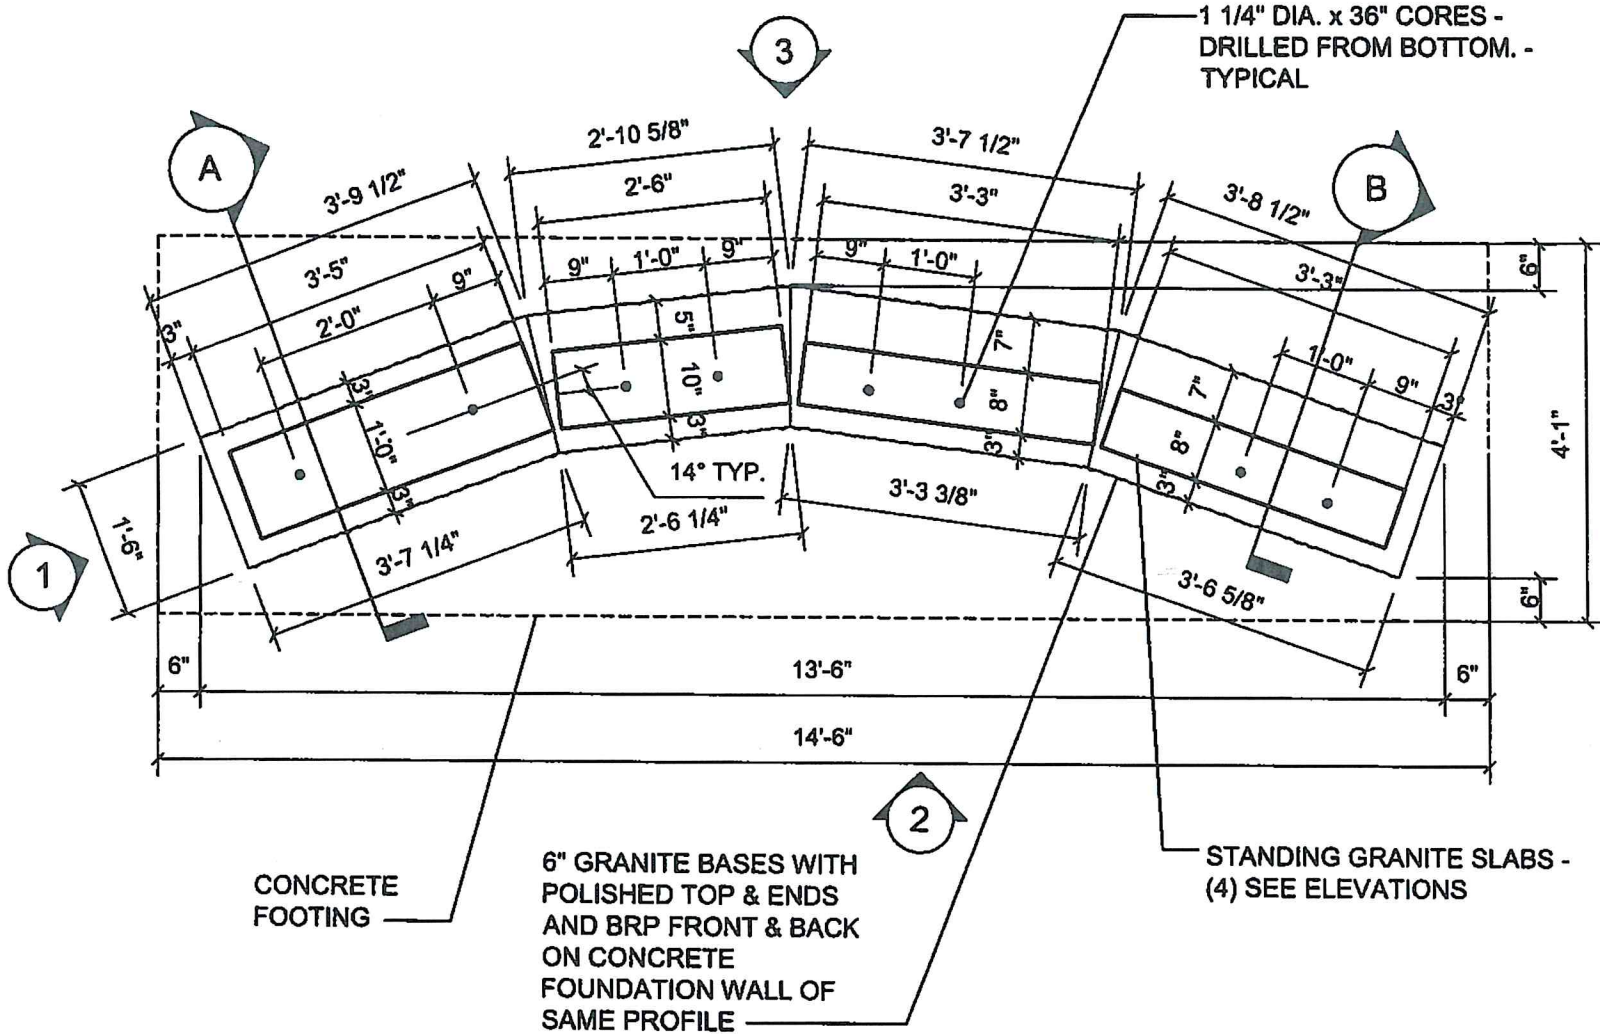 1 1/4" DIA. x 36" CORES -
DRILLED FROM BOTTOM. -
TYPICAL
3
A
B
2'-10 5/8"
3'-7 1/2"
3'-9 1/2"
2'-6"
3'-3"
3'-8 1/2"
3'-5"
9"
1'-0"
9"
9"
1'-0"
3'-3"
6"
2'-0"
9"
3"
5"
7"
1'-0"
9"
3"
7"
3"
10"
8"
4'-1"
1'-0"
3"
3"
8"
3"
3"
14° TYP.
3'-3 3/8"
1'-6"
2'-6 1/4"
3'-7 1/4"
1
3'-6 5/8"
6"
6"
13'-6"
6"
14'-6"
2
CONCRETE
FOOTING
6" GRANITE BASES WITH
POLISHED TOP & ENDS
AND BRP FRONT & BACK
ON CONCRETE
FOUNDATION WALL OF
SAME PROFILE
STANDING GRANITE SLABS -
(4) SEE ELEVATIONS